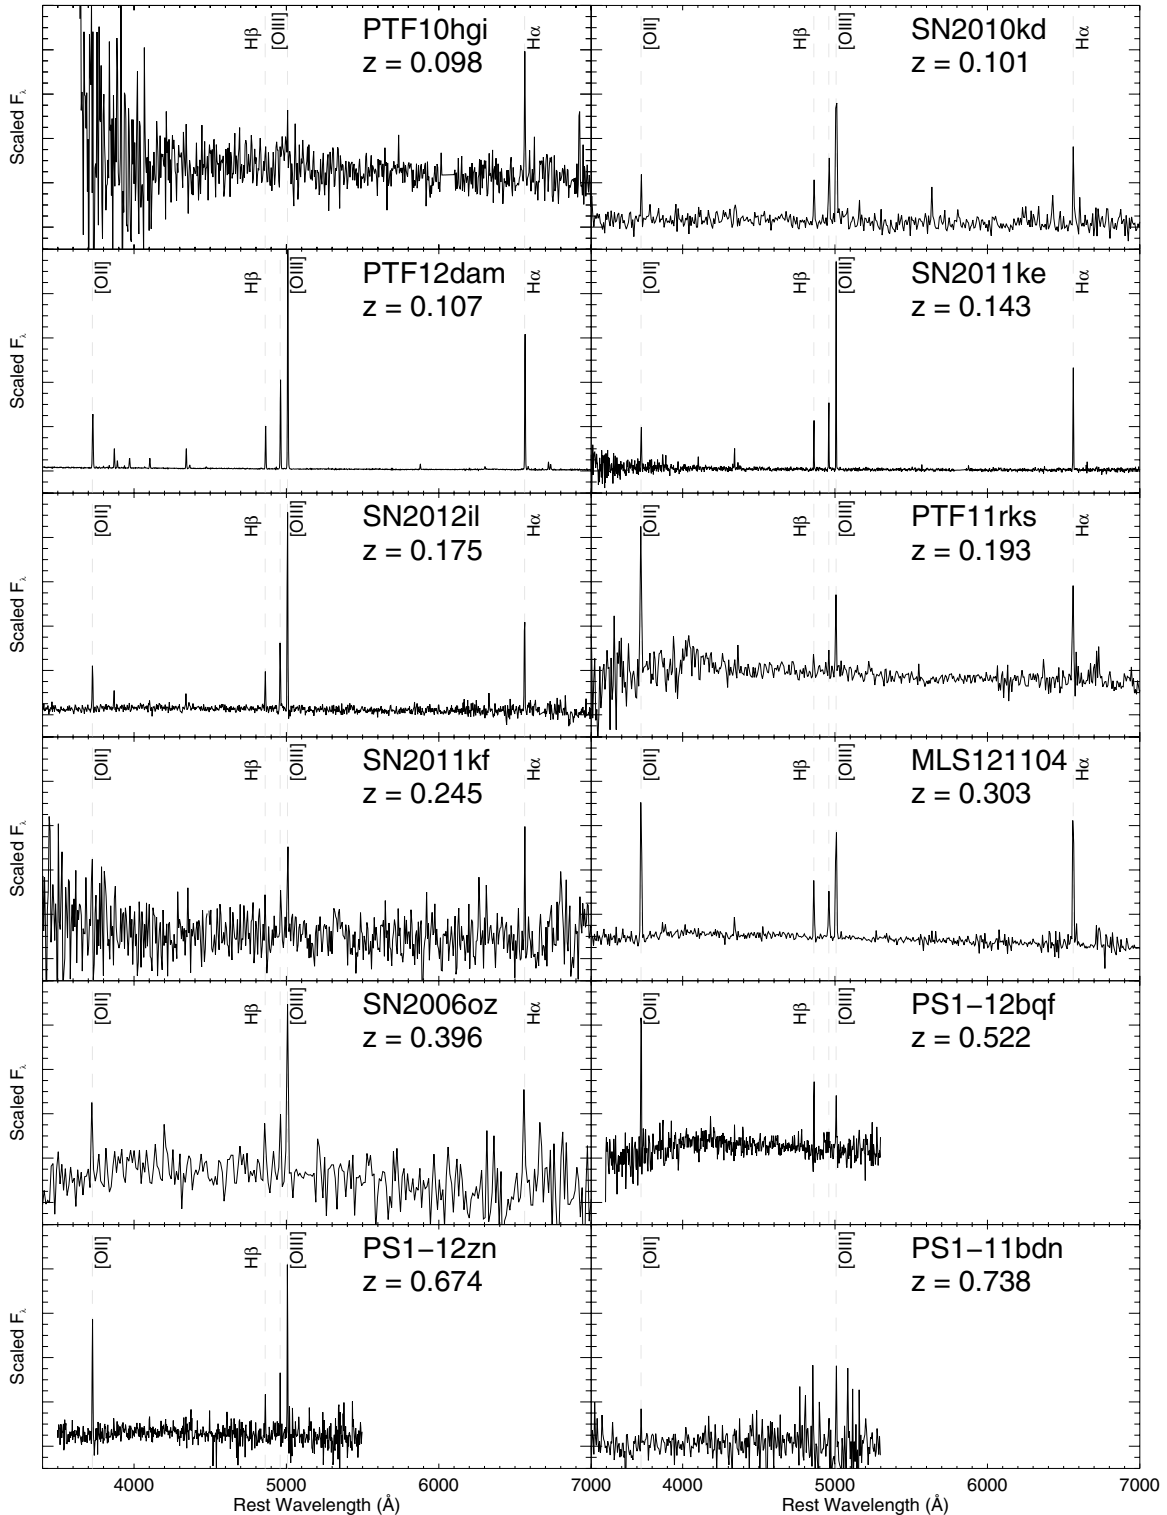 Hβ [OIII] Hα
PTF10hgi
z = 0.098
Scaled Fλ
[OII] Hβ [OIII] Hα
SN2010kd
z = 0.101
[OII] Hβ [OIII] Hα
PTF12dam
z = 0.107
Scaled Fλ
[OII] Hβ [OIII] Hα
SN2011ke
z = 0.143
[OII] Hβ [OIII] Hα
SN2012il
z = 0.175
Scaled Fλ
[OII] Hβ [OIII] Hα
PTF11rks
z = 0.193
[OII] Hβ [OIII] Hα
SN2011kf
z = 0.245
Scaled Fλ
[OII] Hβ [OIII] Hα
MLS121104
z = 0.303
[OII] Hβ [OIII] Hα
SN2006oz
z = 0.396
Scaled Fλ
[OII] Hβ [OIII]
PS1−12bqf
z = 0.522
[OII] Hβ [OIII]
PS1−12zn
z = 0.674
Scaled Fλ
[OII] [OIII]
PS1−11bdn
z = 0.738
4000 5000 6000 7000 4000 5000 6000 7000
Rest Wavelength (Å) Rest Wavelength (Å)